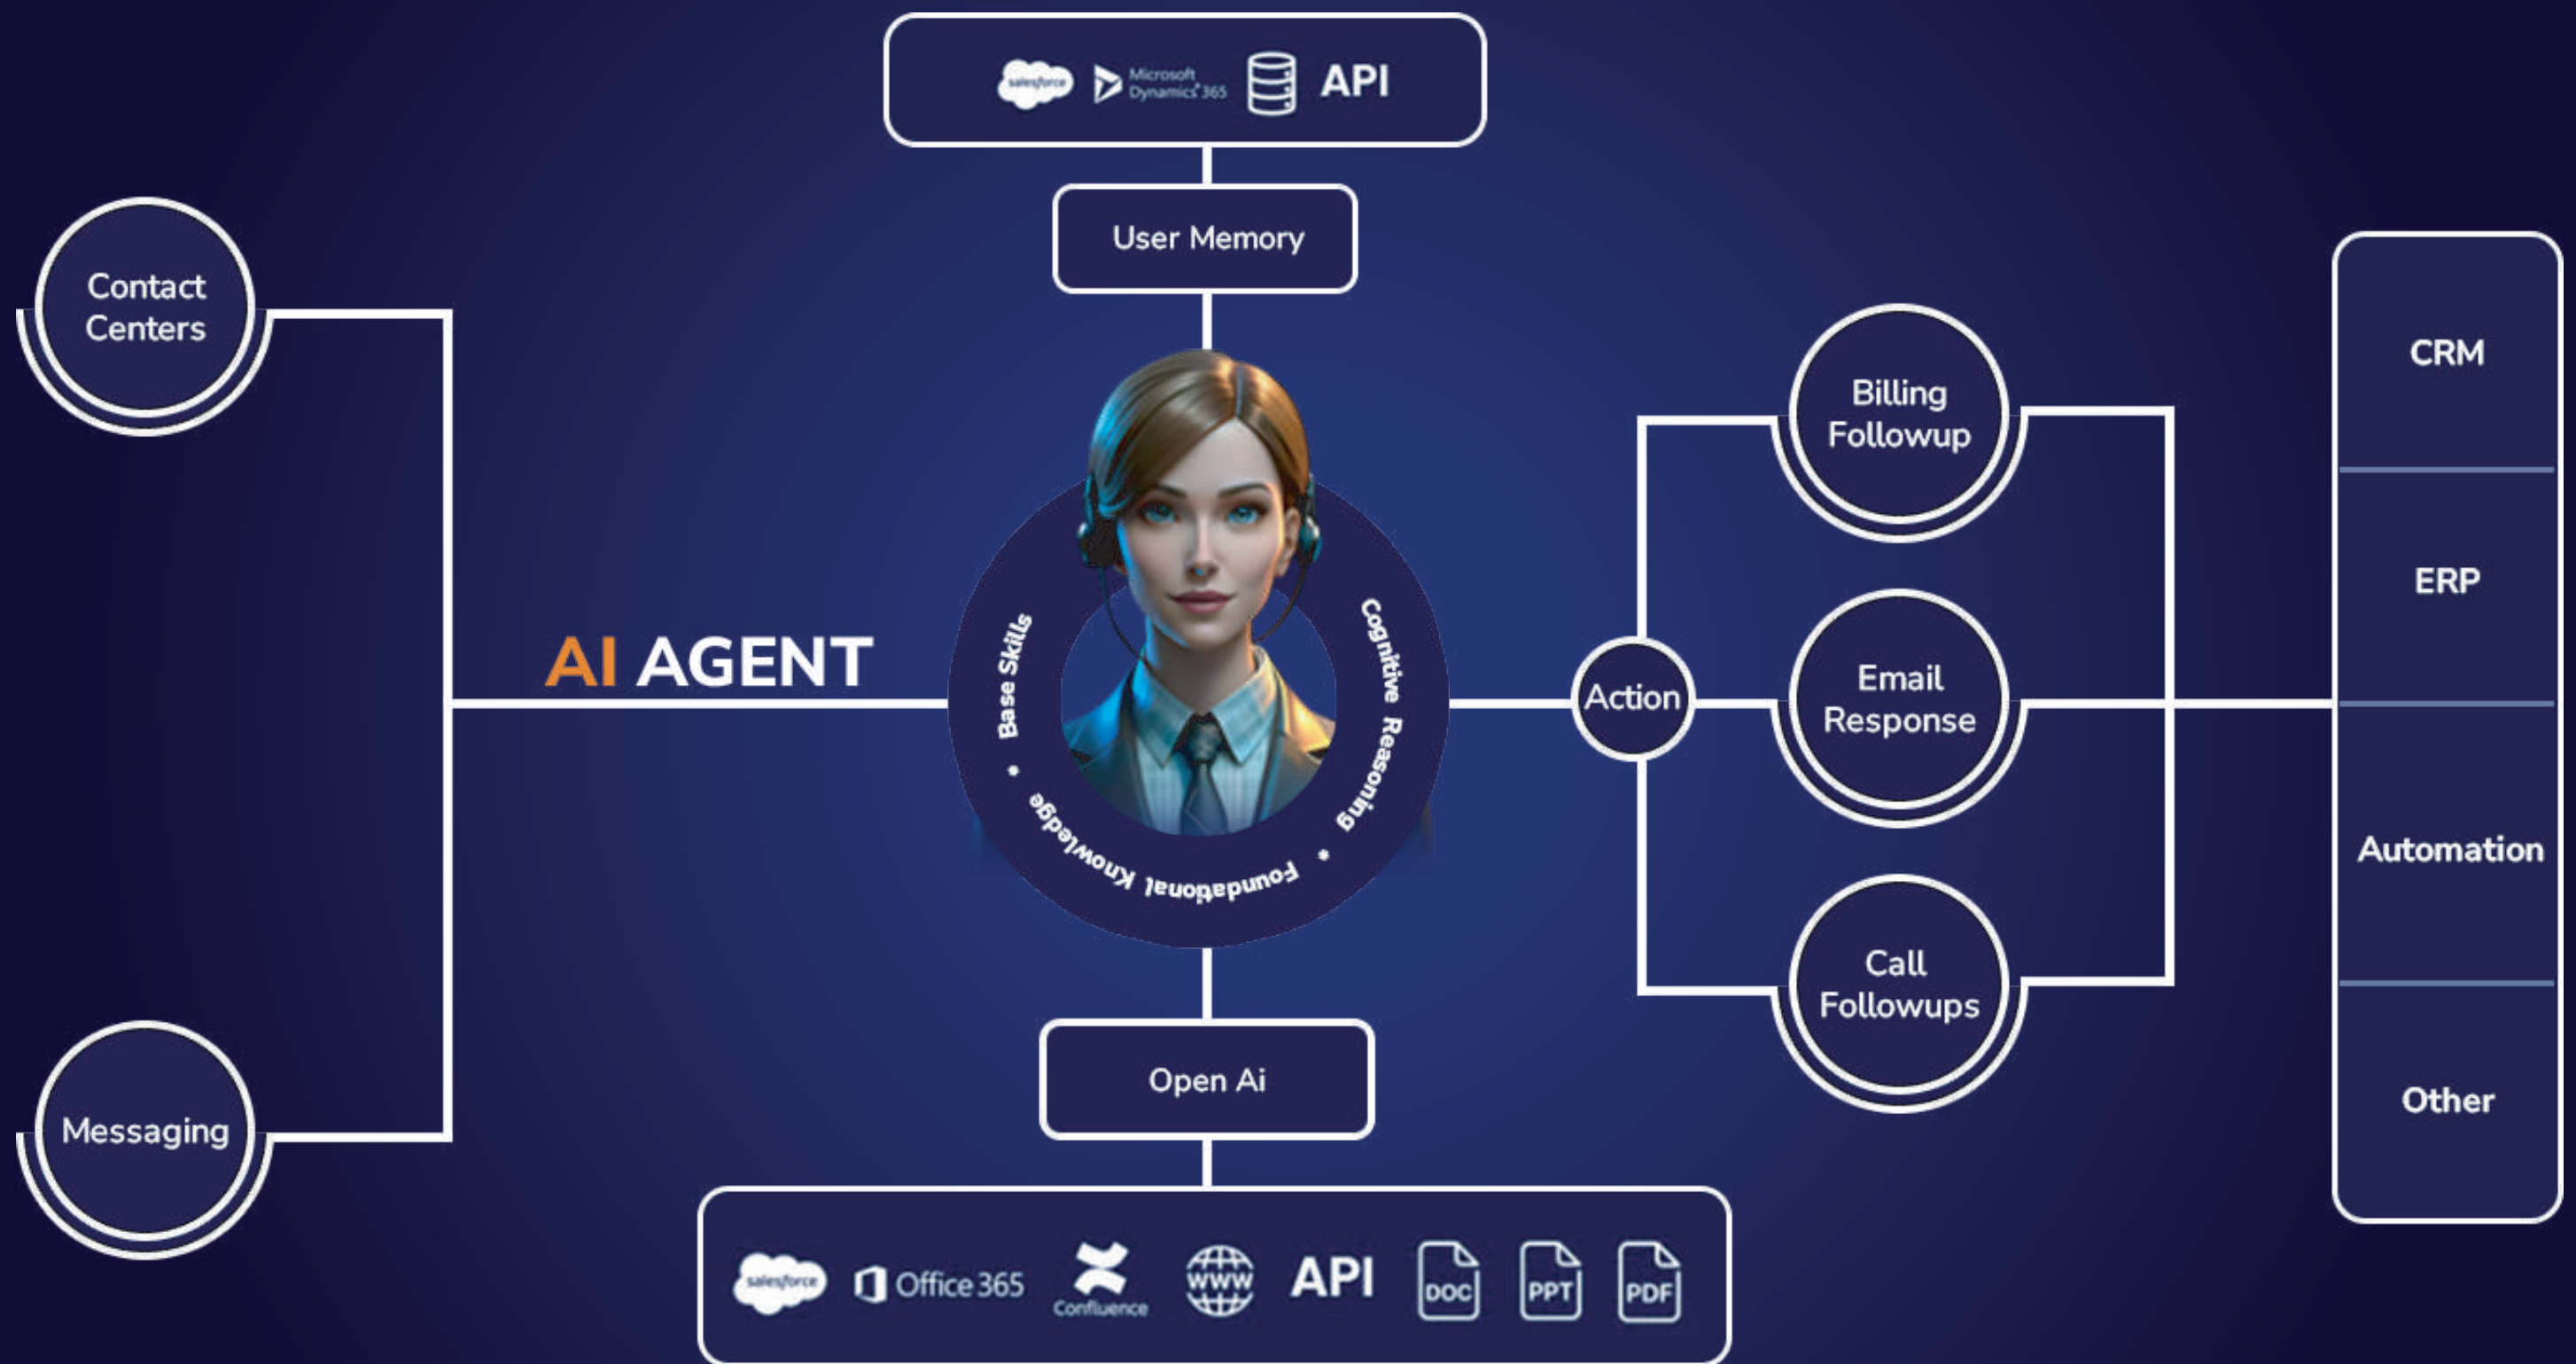 salesforce
Microsoft
Dynamics 365
API
User Memory
Contact
Centers
Messaging
AI AGENT
Base Skills • Foundational Knowledge • Cognitive Reasoning
Action
Billing
Followup
Email
Response
Call
Followups
CRM
ERP
Automation
Other
Open Ai
salesforce
Office 365
Confluence
WWW
API
DOC
PPT
PDF